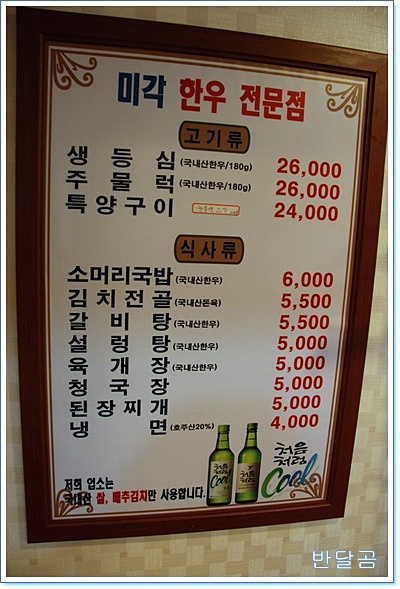 미각 한우 전문점
고기류
생등심 (국내산한우/180g) 26,000
주물럭 (국내산한우/180g) 26,000
특양구이 24,000
식사류
소머리국밥 (국내산한우) 6,000
김치전골 (국내산돈육) 5,500
갈비탕 (국내산한우) 5,500
설렁탕 (국내산한우) 5,000
육개장 (국내산한우) 5,000
청국장 5,000
된장찌개 5,000
냉면 (호주산20%) 4,000
처음
처럼
Cool
저희 업소는
국내산 쌀, 배추김치만 사용합니다.
반달곰